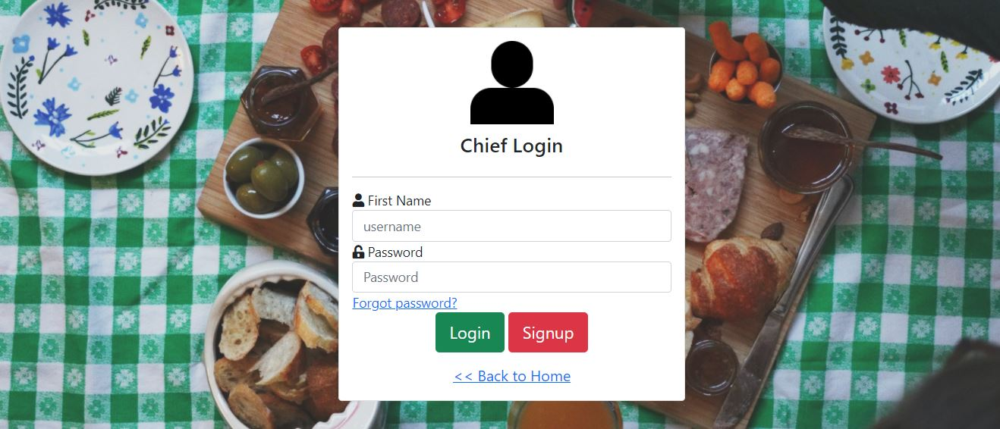 Chief Login
First Name
username
Password
Password
Forgot password?
Login Signup
<< Back to Home